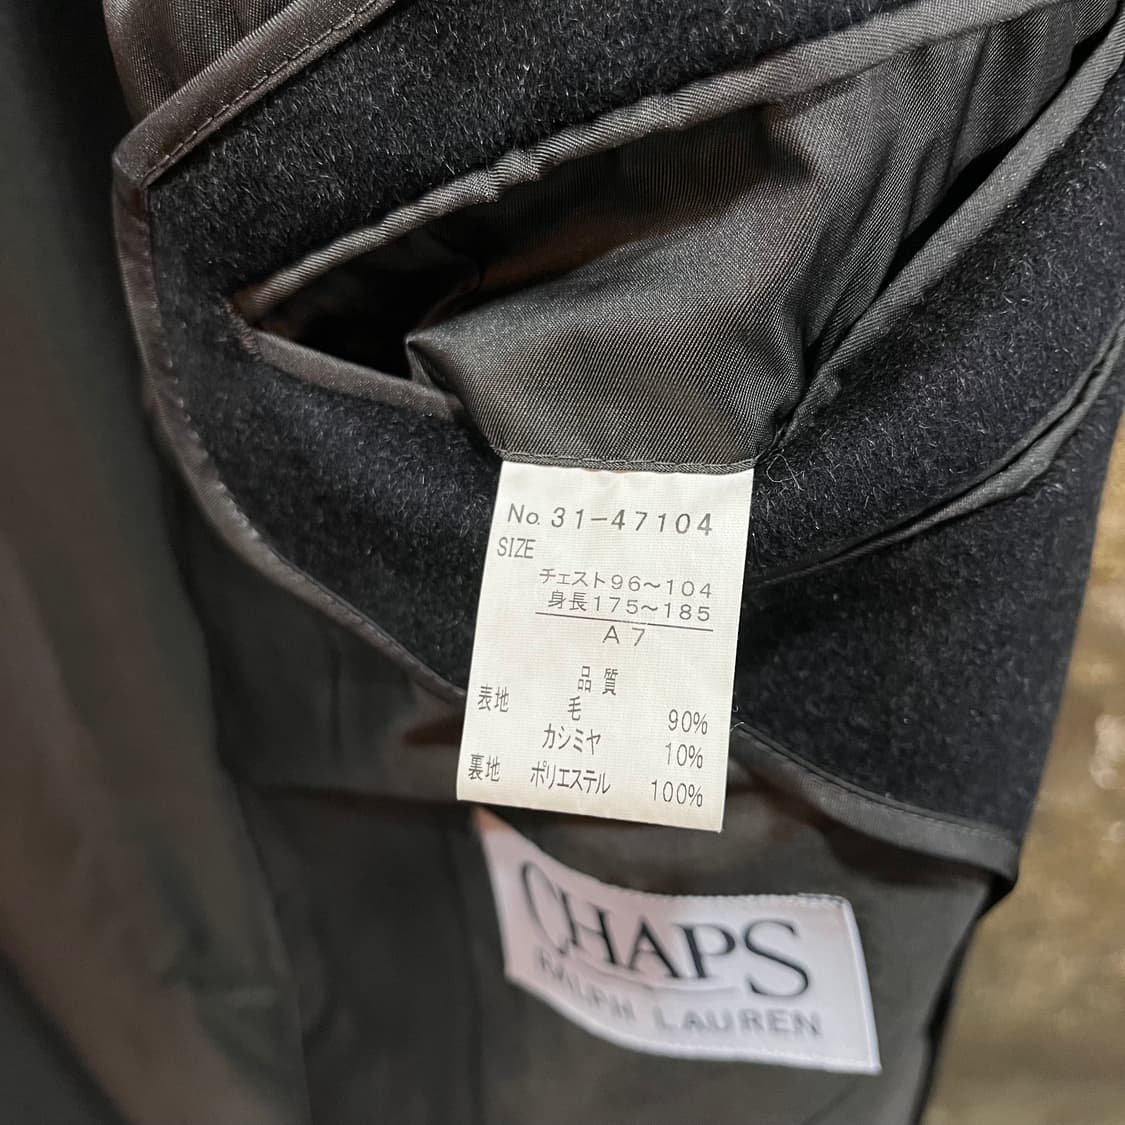 No. 31-47104
SIZE
チェスト96~104
身長175~185
A7
品質
表地 毛 90%
カシミヤ 10%
裏地 ポリエステル 100%
CHAPS
RALPH LAUREN